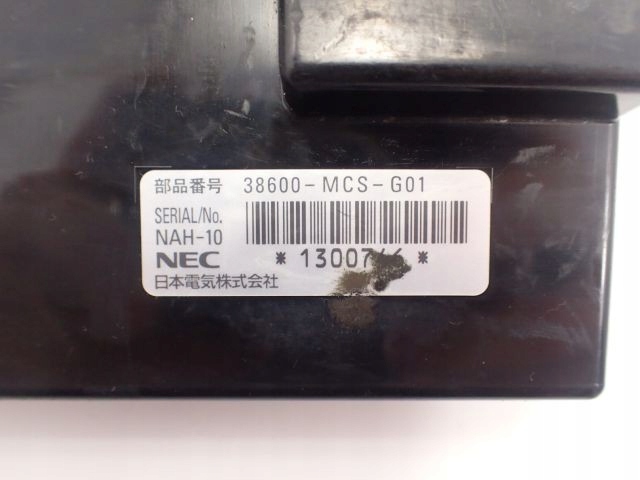 部品番号 38600-MCS-G01
SERIAL/No.
NAH-10
NEC *1300746*
日本電気株式会社